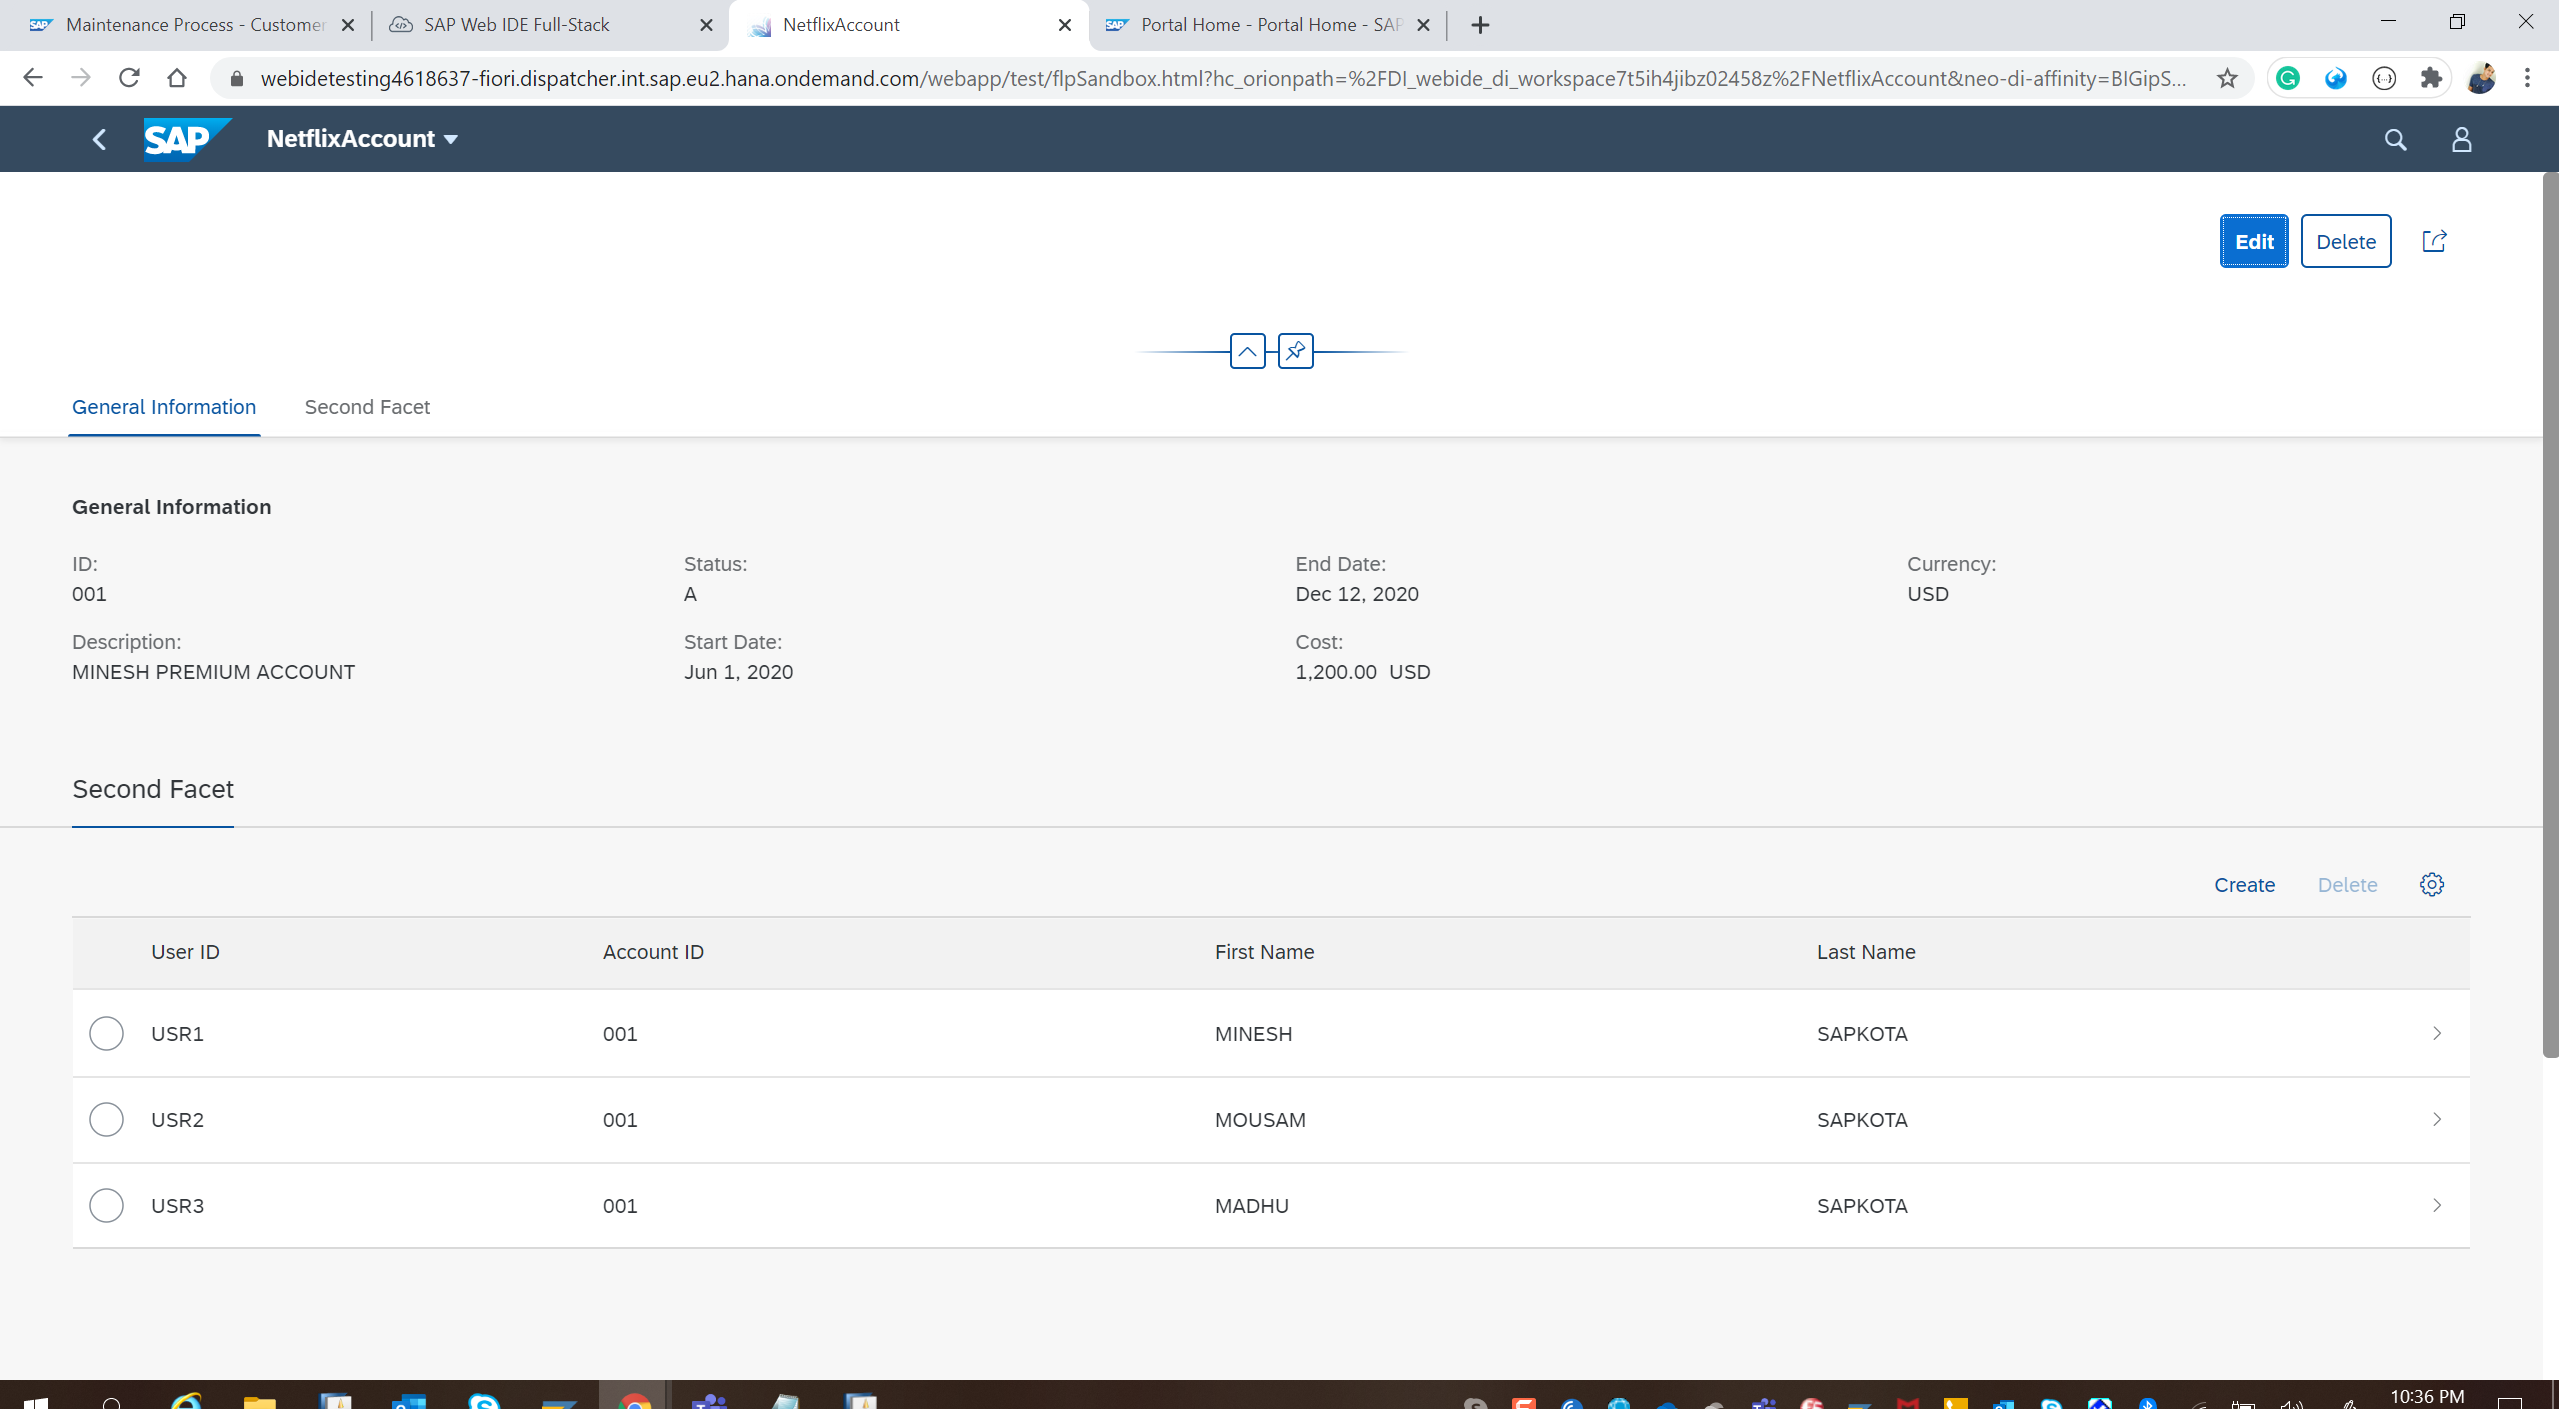 SAP Maintenance Process - Customer
SAP Web IDE Full-Stack
NetflixAccount
SAP Portal Home - Portal Home - SAP
webidetesting4618637-fiori.dispatcher.int.sap.eu2.hana.ondemand.com/webapp/test/flpSandbox.html?hc_orionpath=%2FDI_webide_di_workspace7t5ih4jibz02458z%2FNetflixAccount&neo-di-affinity=BIGipS...
SAP NetflixAccount
Edit Delete
General Information Second Facet
General Information
ID: Status: End Date: Currency:
001 A Dec 12, 2020 USD
Description: Start Date: Cost:
MINESH PREMIUM ACCOUNT Jun 1, 2020 1,200.00 USD
Second Facet
Create Delete
User ID Account ID First Name Last Name
USR1 001 MINESH SAPKOTA
USR2 001 MOUSAM SAPKOTA
USR3 001 MADHU SAPKOTA
10:36 PM